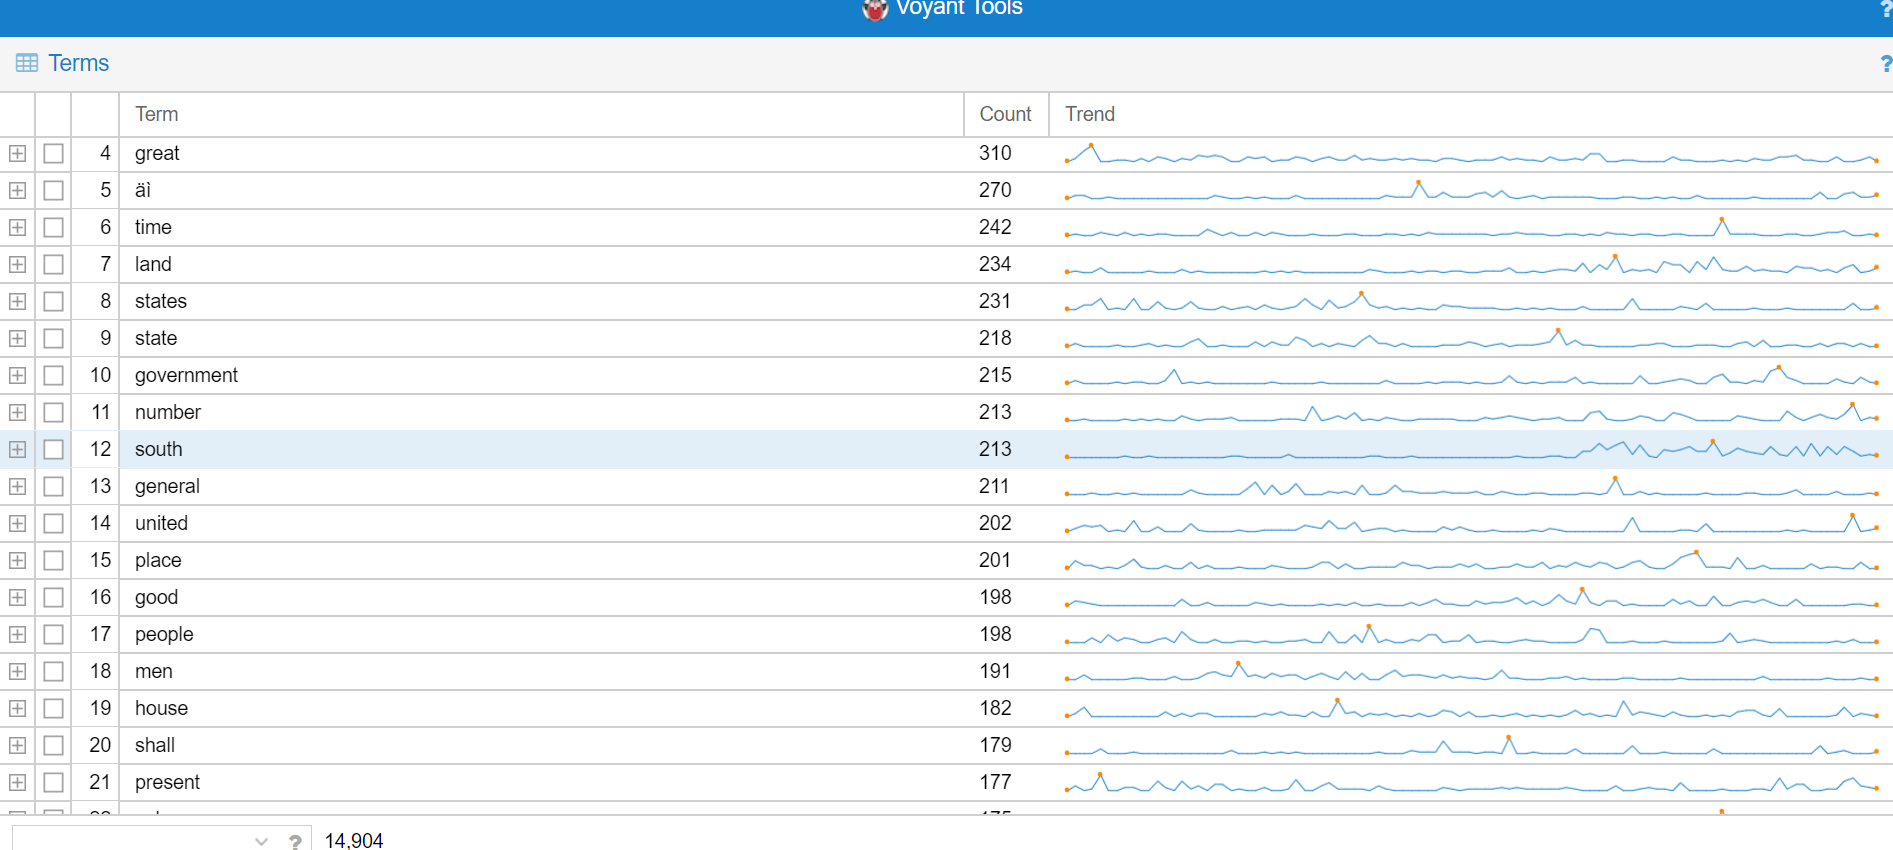 Voyant Tools ?
Terms ?
Term Count Trend
4 great 310
5 äì 270
6 time 242
7 land 234
8 states 231
9 state 218
10 government 215
11 number 213
12 south 213
13 general 211
14 united 202
15 place 201
16 good 198
17 people 198
18 men 191
19 house 182
20 shall 179
21 present 177
? 14,904